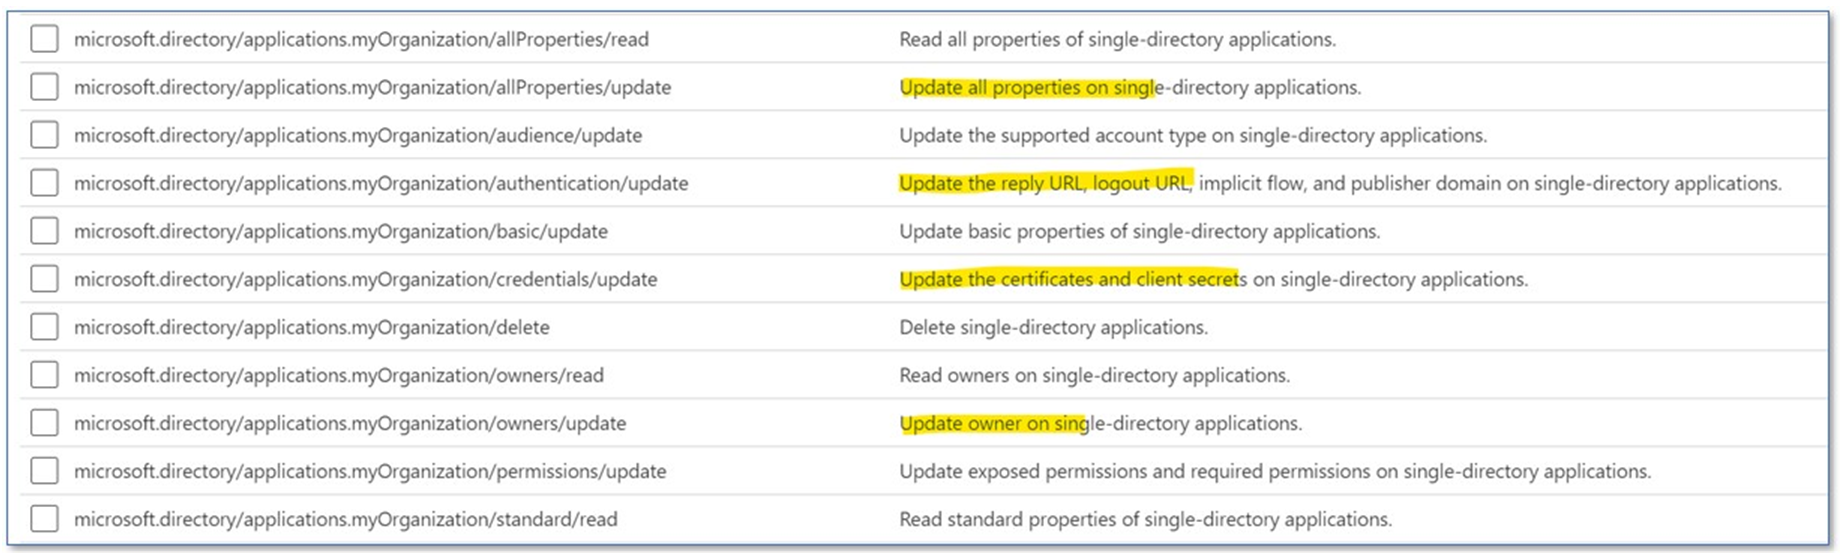 microsoft.directory/applications.myOrganization/allProperties/read Read all properties of single-directory applications.
microsoft.directory/applications.myOrganization/allProperties/update Update all properties on single-directory applications.
microsoft.directory/applications.myOrganization/audience/update Update the supported account type on single-directory applications.
microsoft.directory/applications.myOrganization/authentication/update Update the reply URL, logout URL, implicit flow, and publisher domain on single-directory applications.
microsoft.directory/applications.myOrganization/basic/update Update basic properties of single-directory applications.
microsoft.directory/applications.myOrganization/credentials/update Update the certificates and client secrets on single-directory applications.
microsoft.directory/applications.myOrganization/delete Delete single-directory applications.
microsoft.directory/applications.myOrganization/owners/read Read owners on single-directory applications.
microsoft.directory/applications.myOrganization/owners/update Update owner on single-directory applications.
microsoft.directory/applications.myOrganization/permissions/update Update exposed permissions and required permissions on single-directory applications.
microsoft.directory/applications.myOrganization/standard/read Read standard properties of single-directory applications.